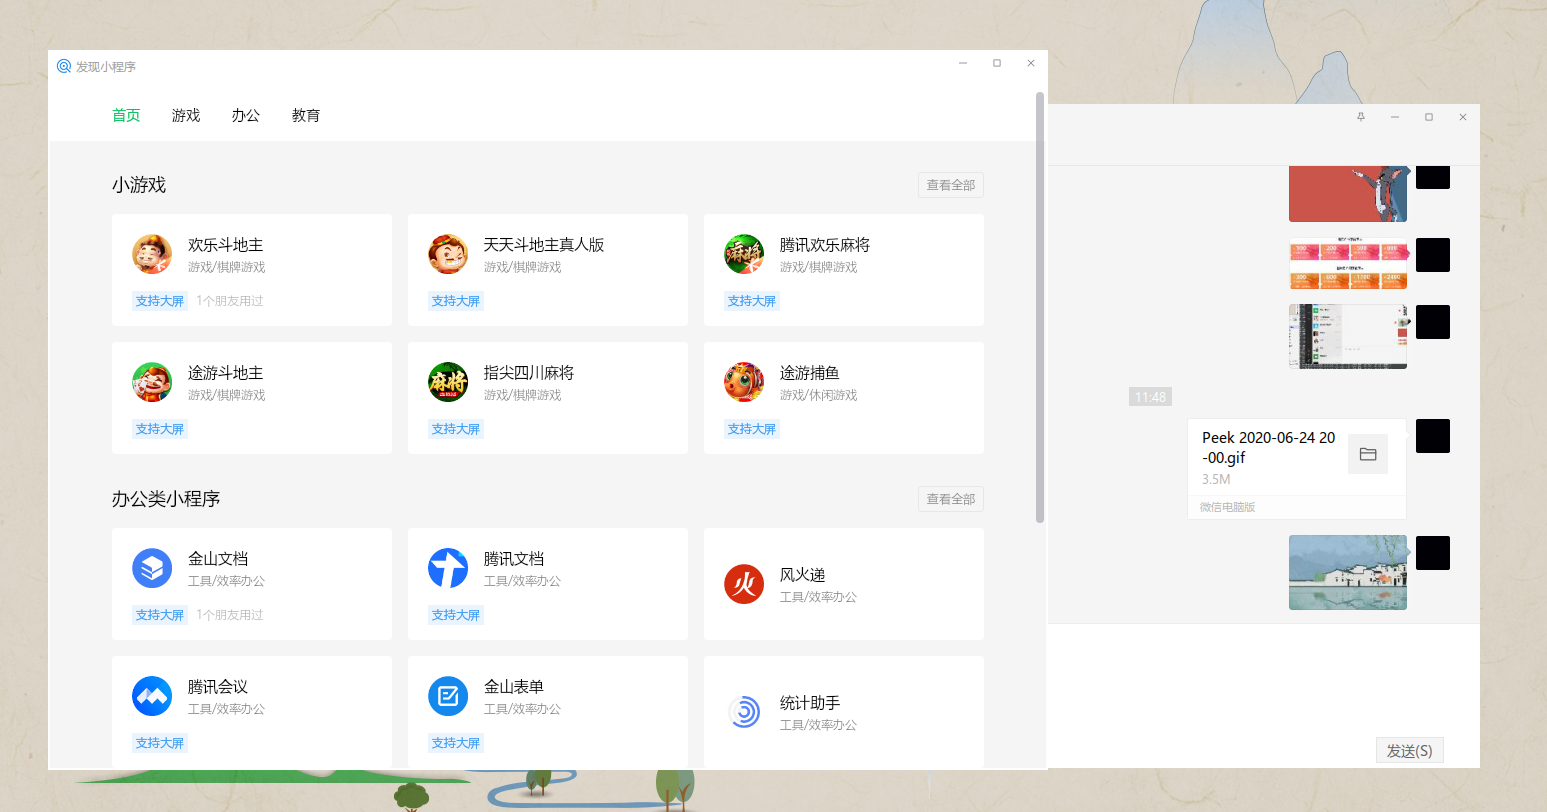 发现小程序
首页 游戏 办公 教育
小游戏
查看全部
欢乐斗地主
游戏/棋牌游戏
支持大屏 1个朋友用过
天天斗地主真人版
游戏/棋牌游戏
支持大屏
腾讯欢乐麻将
游戏/棋牌游戏
支持大屏
麻将
途游斗地主
游戏/棋牌游戏
支持大屏
指尖四川麻将
游戏/棋牌游戏
支持大屏
麻将
途游捕鱼
游戏/休闲游戏
支持大屏
办公类小程序
查看全部
金山文档
工具/效率办公
支持大屏 1个朋友用过
腾讯文档
工具/效率办公
支持大屏
火
风火递
工具/效率办公
腾讯会议
工具/效率办公
支持大屏
金山表单
工具/效率办公
支持大屏
统计助手
工具/效率办公
11:48
Peek 2020-06-24 20
-00.gif
3.5M
微信电脑版
发送(S)